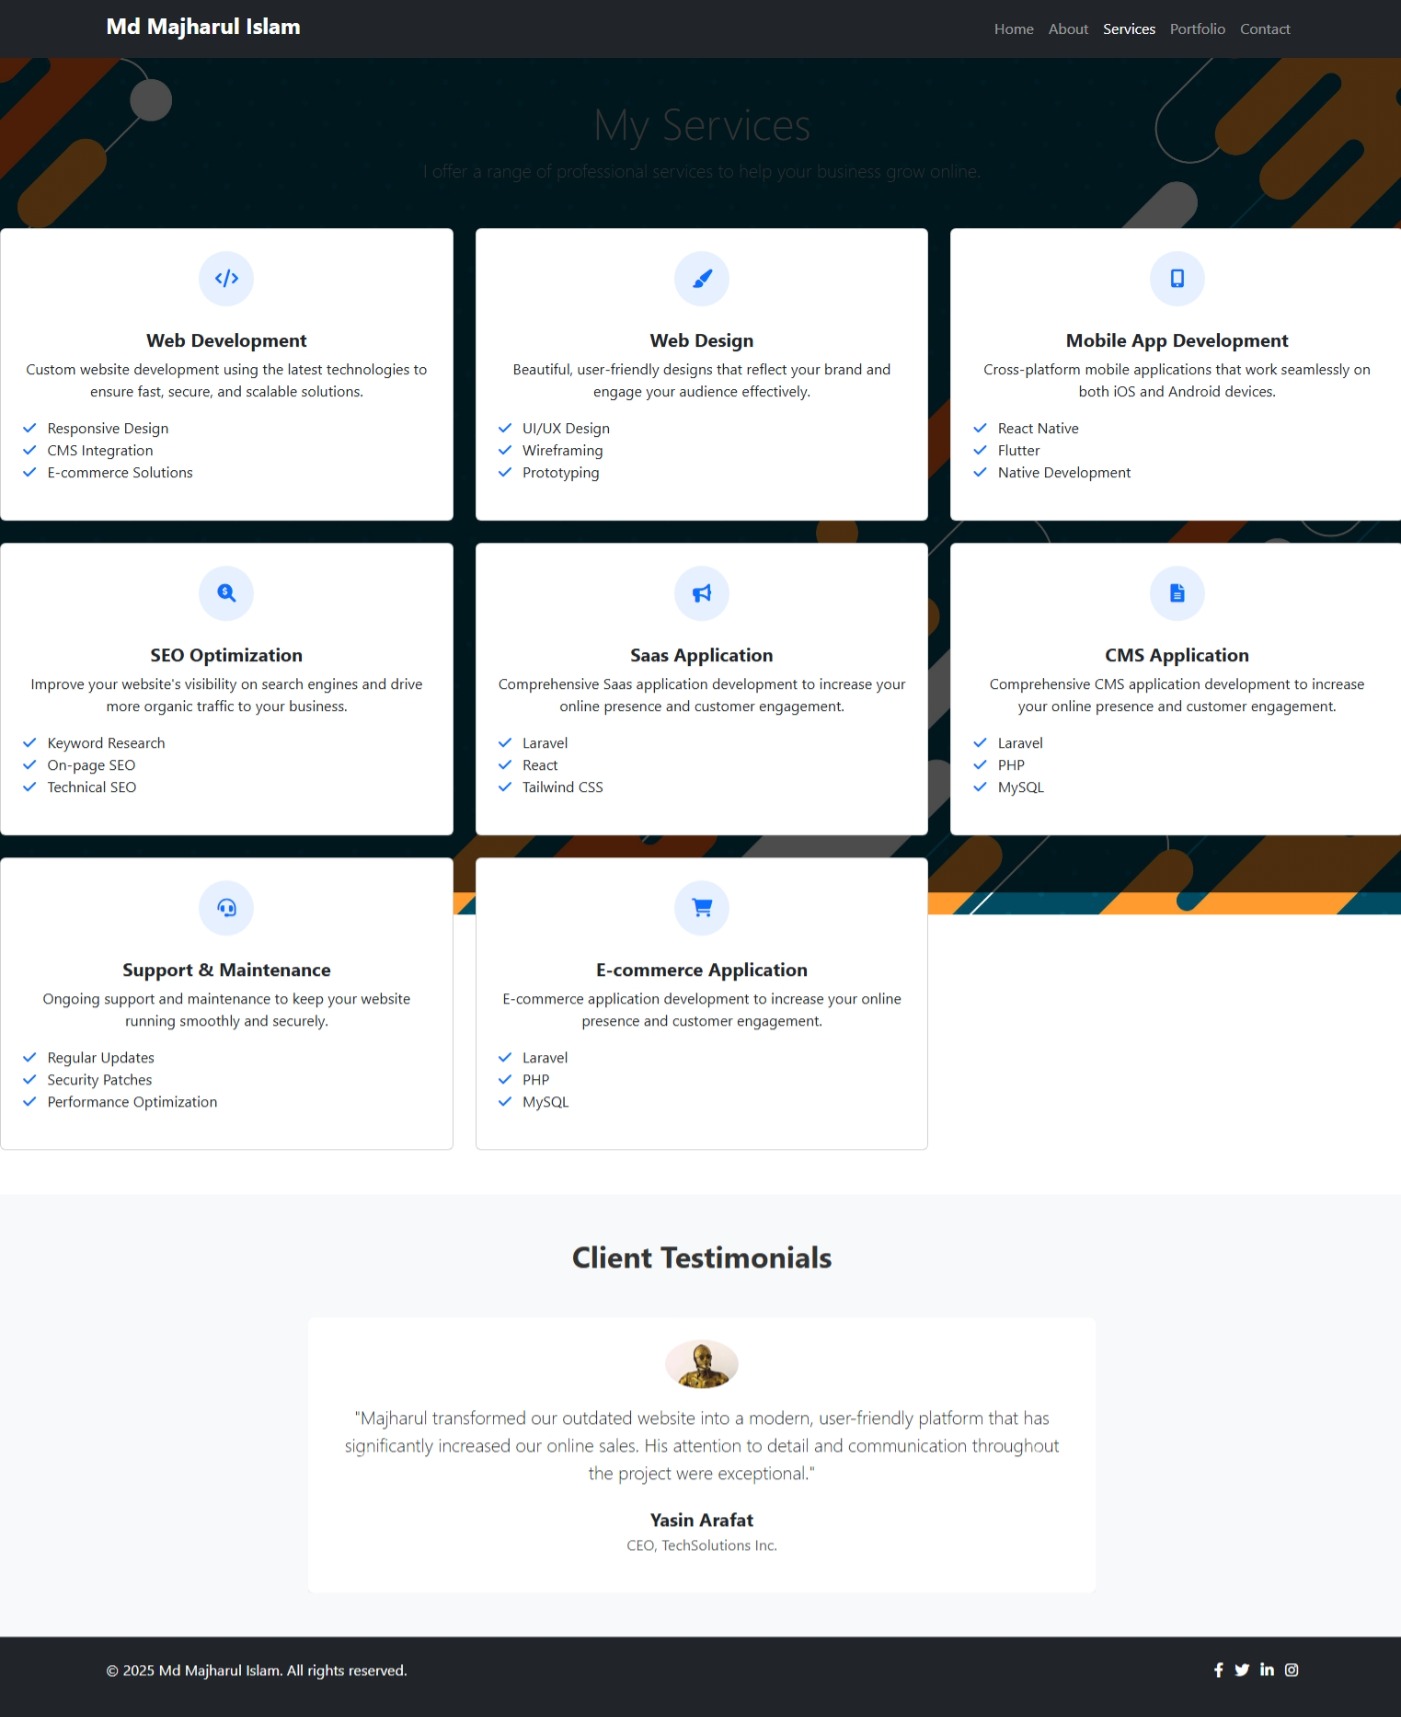 Md Majharul Islam
Home About Services Portfolio Contact
My Services
I offer a range of professional services to help your business grow online.
Web Development
Custom website development using the latest technologies to
ensure fast, secure, and scalable solutions.
Responsive Design
CMS Integration
E-commerce Solutions
Web Design
Beautiful, user-friendly designs that reflect your brand and
engage your audience effectively.
UI/UX Design
Wireframing
Prototyping
Mobile App Development
Cross-platform mobile applications that work seamlessly on
both iOS and Android devices.
React Native
Flutter
Native Development
SEO Optimization
Improve your website's visibility on search engines and drive
more organic traffic to your business.
Keyword Research
On-page SEO
Technical SEO
Saas Application
Comprehensive Saas application development to increase your
online presence and customer engagement.
Laravel
React
Tailwind CSS
CMS Application
Comprehensive CMS application development to increase
your online presence and customer engagement.
Laravel
PHP
MySQL
Support & Maintenance
Ongoing support and maintenance to keep your website
running smoothly and securely.
Regular Updates
Security Patches
Performance Optimization
E-commerce Application
E-commerce application development to increase your online
presence and customer engagement.
Laravel
PHP
MySQL
Client Testimonials
"Majharul transformed our outdated website into a modern, user-friendly platform that has
significantly increased our online sales. His attention to detail and communication throughout
the project were exceptional."
Yasin Arafat
CEO, TechSolutions Inc.
© 2025 Md Majharul Islam. All rights reserved.